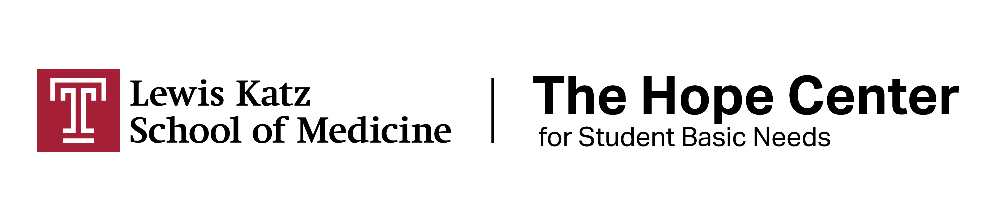 T
Lewis Katz
School of Medicine
The Hope Center
for Student Basic Needs